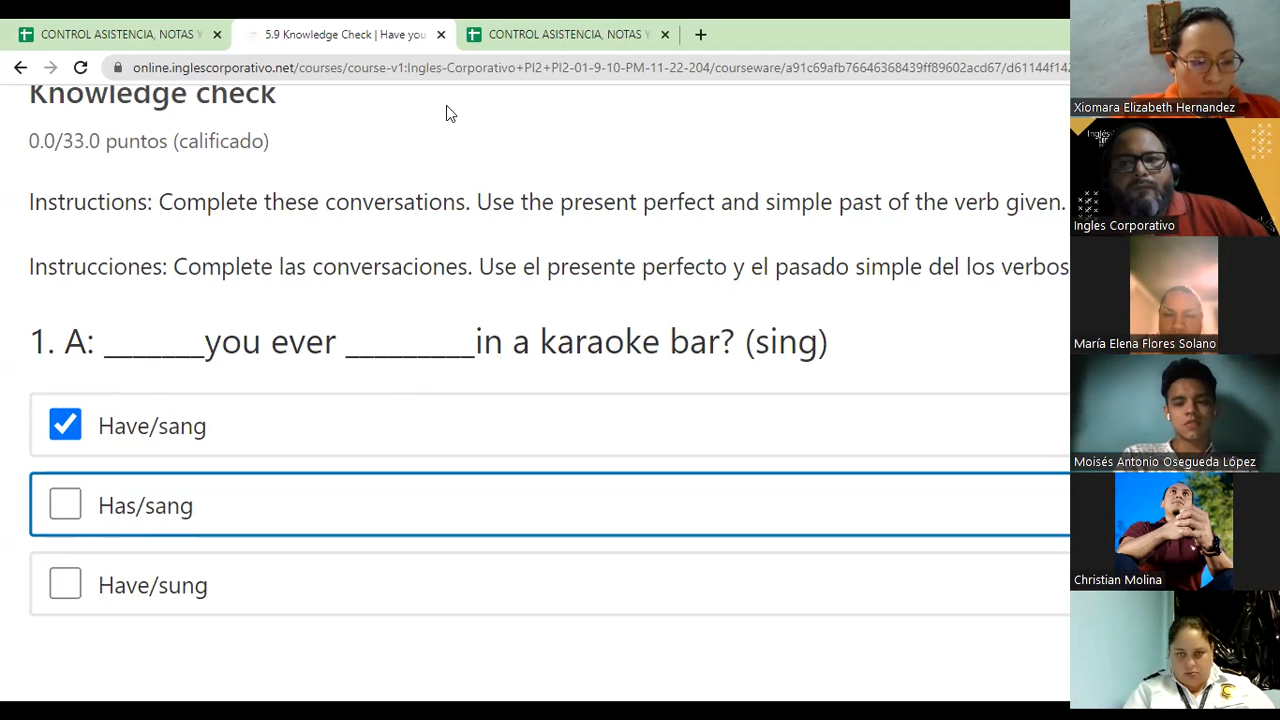 CONTROL ASISTENCIA, NOTAS Y
5.9 Knowledge Check | Have you
CONTROL ASISTENCIA, NOTAS Y
online.inglescorporativo.net/courses/course-v1:Ingles-Corporativo+PI2+PI2-01-9-10-PM-11-22-204/courseware/a91c69afb76646368439ff89602acd67/d61144f142
Knowledge check
0.0/33.0 puntos (calificado)
Instructions: Complete these conversations. Use the present perfect and simple past of the verb given.
Instrucciones: Complete las conversaciones. Use el presente perfecto y el pasado simple del los verbos
1. A: _______you ever _________in a karaoke bar? (sing)
Have/sang
Has/sang
Have/sung
Xiomara Elizabeth Hernandez
Ingles Corporativo
María Elena Flores Solano
Moisés Antonio Osegueda López
Christian Molina